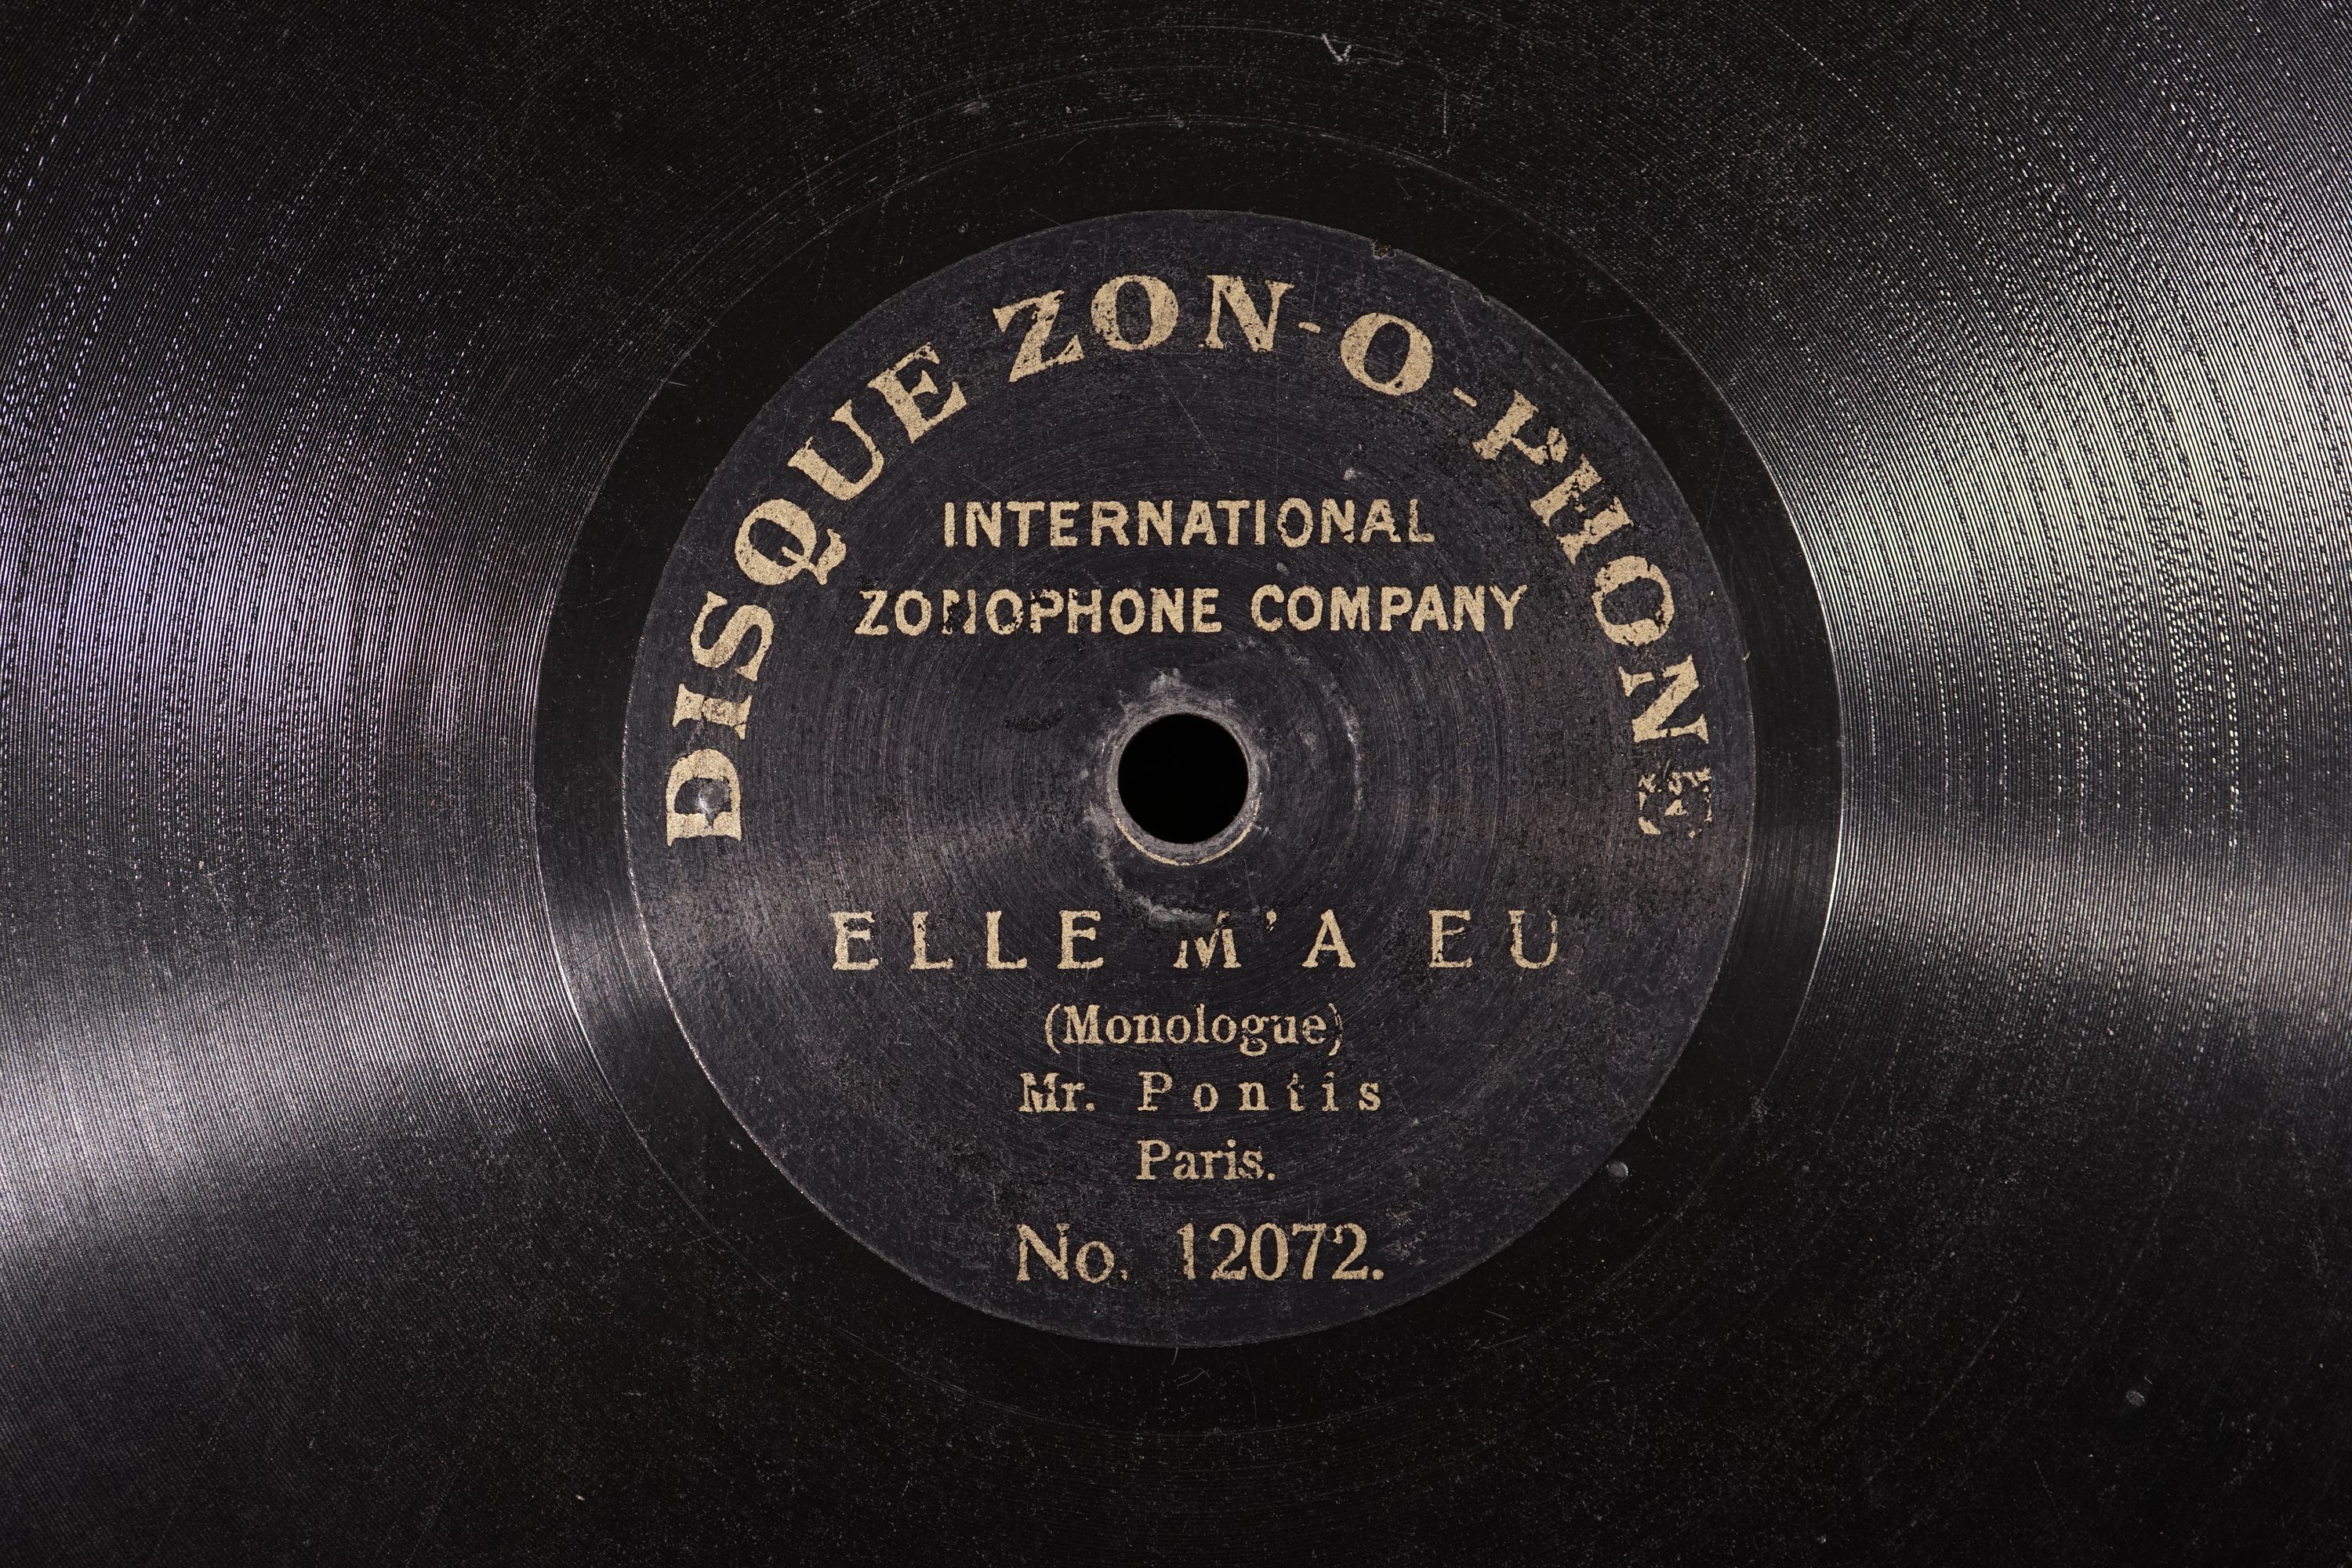 DISQUE ZON-O-PHONE
INTERNATIONAL
ZONOPHONE COMPANY
ELLE M'A EU
(Monologue)
Mr. Pontis
Paris.
No. 12072.